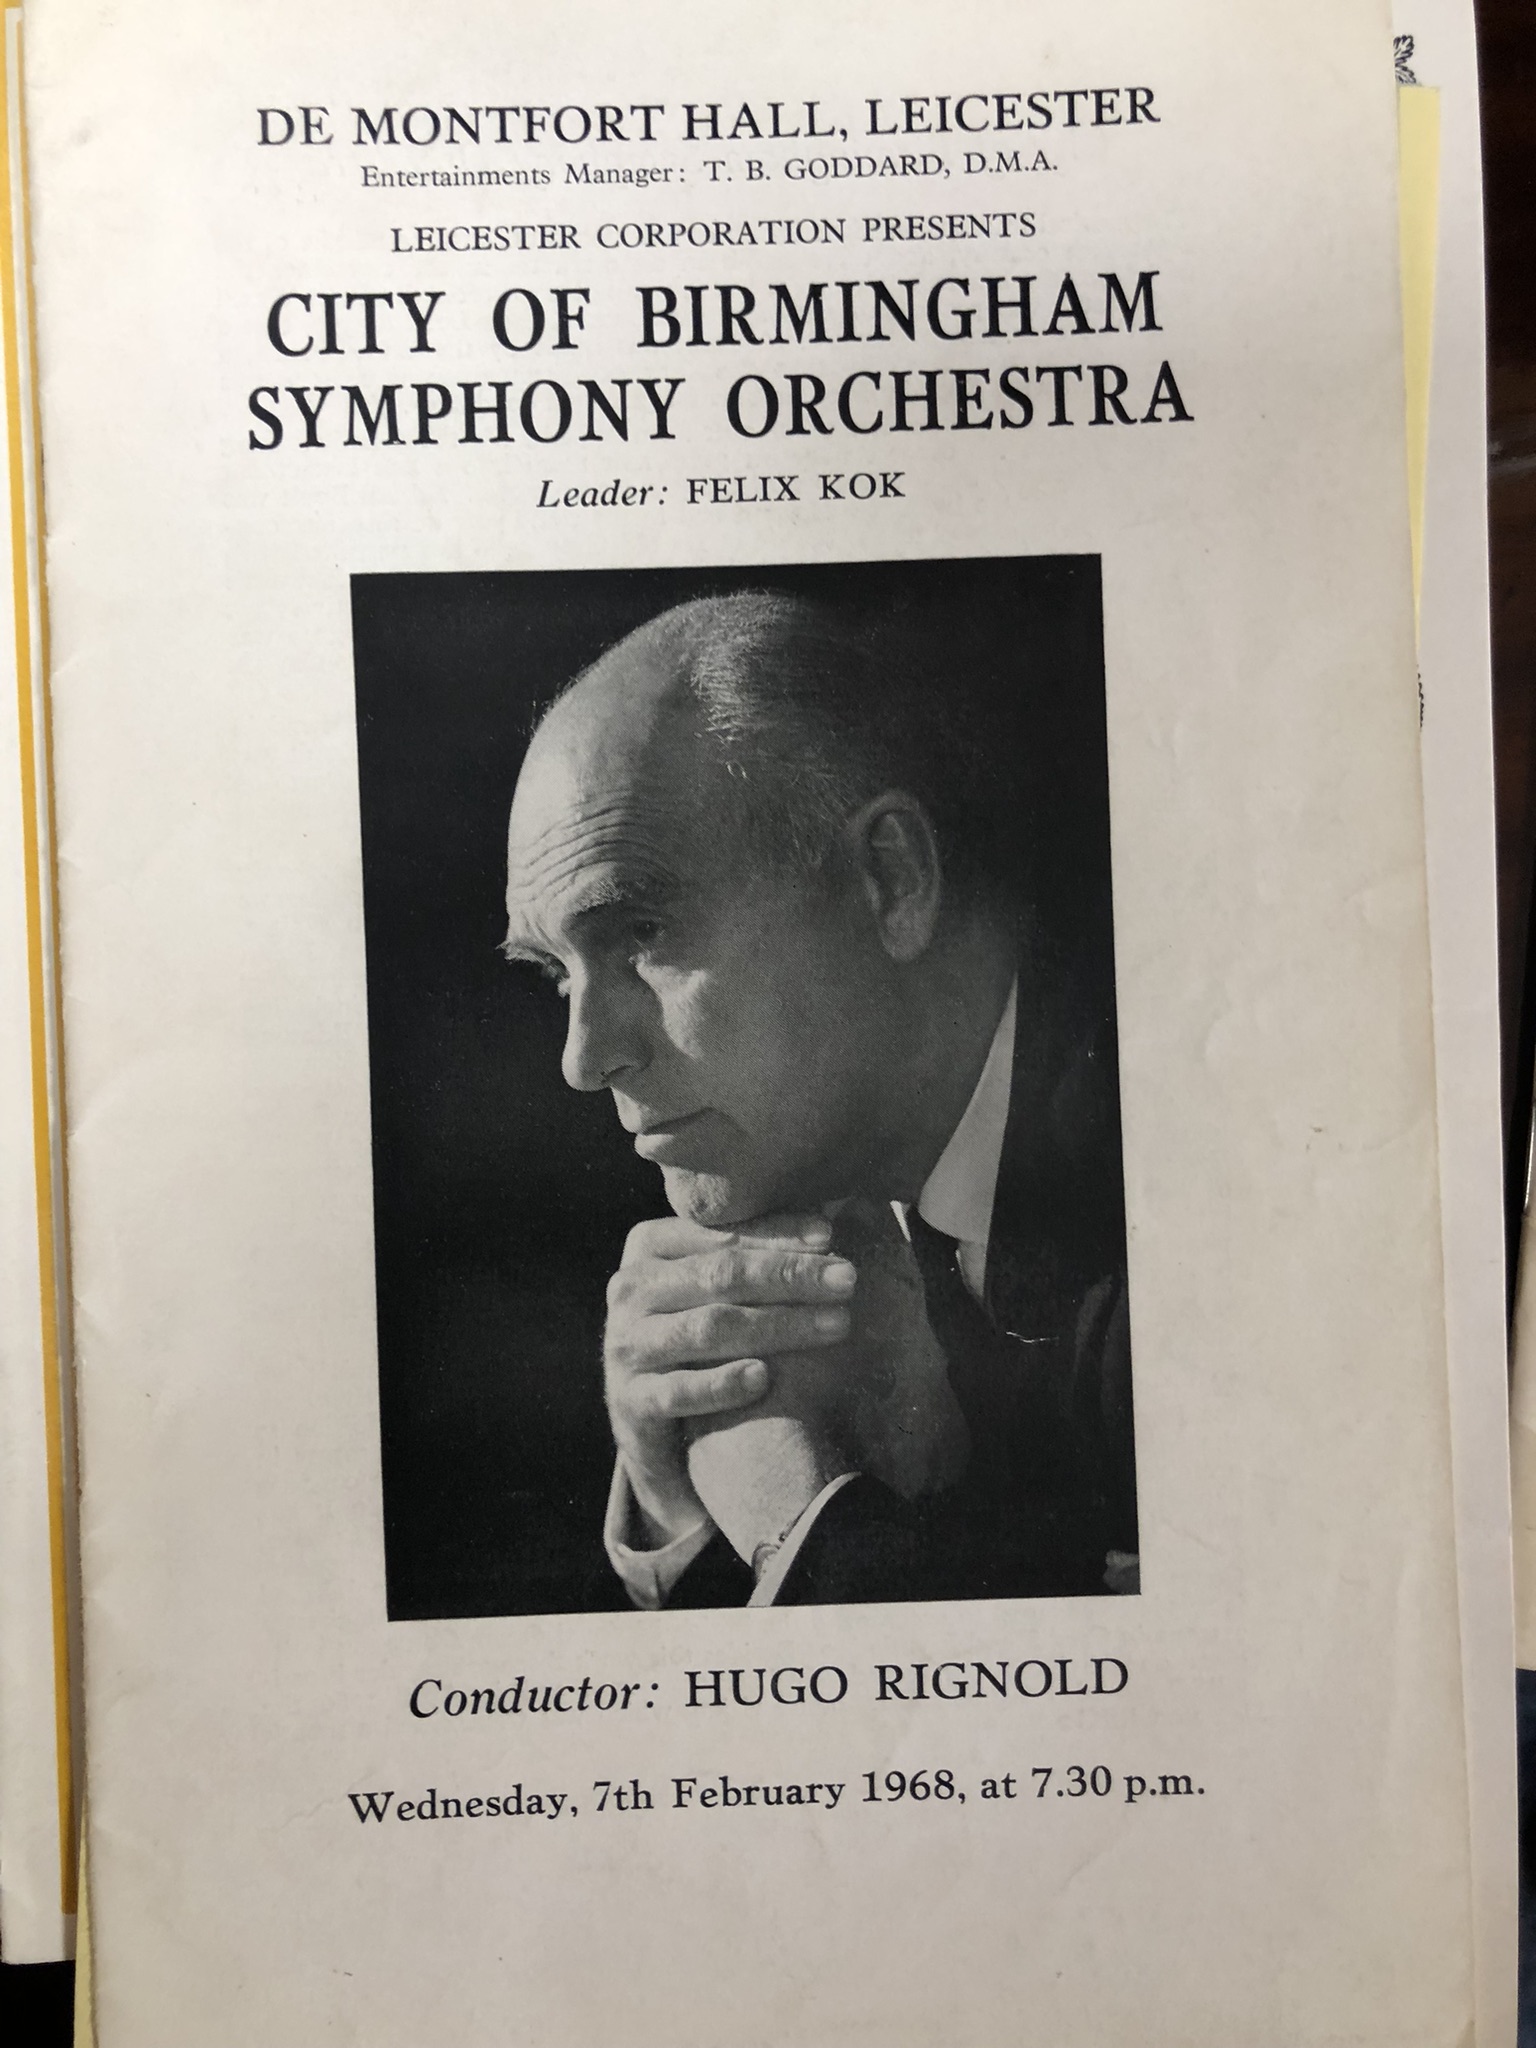 DE MONTFORT HALL, LEICESTER
Entertainments Manager: T. B. GODDARD, D.M.A.
LEICESTER CORPORATION PRESENTS
CITY OF BIRMINGHAM
SYMPHONY ORCHESTRA
Leader: FELIX KOK
Conductor: HUGO RIGNOLD
Wednesday, 7th February 1968, at 7.30 p.m.